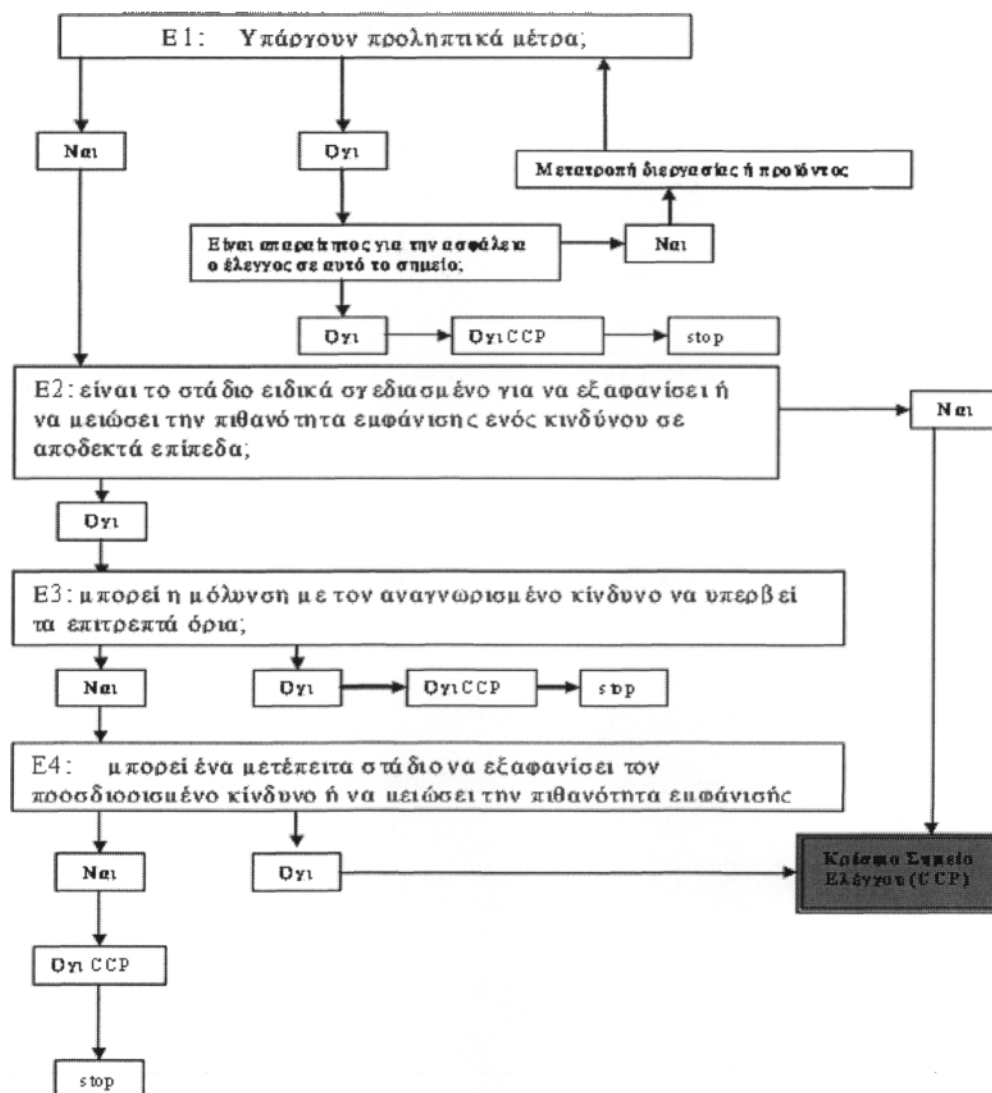 Ε1: Υπάρχουν προληπτικά μέτρα;
Ναι
Όχι
Μετατροπή διεργασίας ή προϊόντος
Είναι απαραίτητος για την ασφάλεια
ο έλεγχος σε αυτό το σημείο;
Ναι
Όχι
Όχι CCP
stop
Ε2: είναι το στάδιο ειδικά σχεδιασμένο για να εξαφανίσει ή
να μειώσει την πιθανότητα εμφάνισης ενός κινδύνου σε
αποδεκτά επίπεδα;
Ναι
Όχι
Ε3: μπορεί η μόλυνση με τον αναγνωρισμένο κίνδυνο να υπερβεί
τα επιτρεπτά όρια;
Ναι
Όχι
Όχι CCP
stop
Ε4: μπορεί ένα μετέπειτα στάδιο να εξαφανίσει τον
προσδιορισμένο κίνδυνο ή να μειώσει την πιθανότητα εμφάνισής
Ναι
Όχι
Κρίσιμο Σημείο
Ελέγχου (CCP)
Όχι CCP
stop